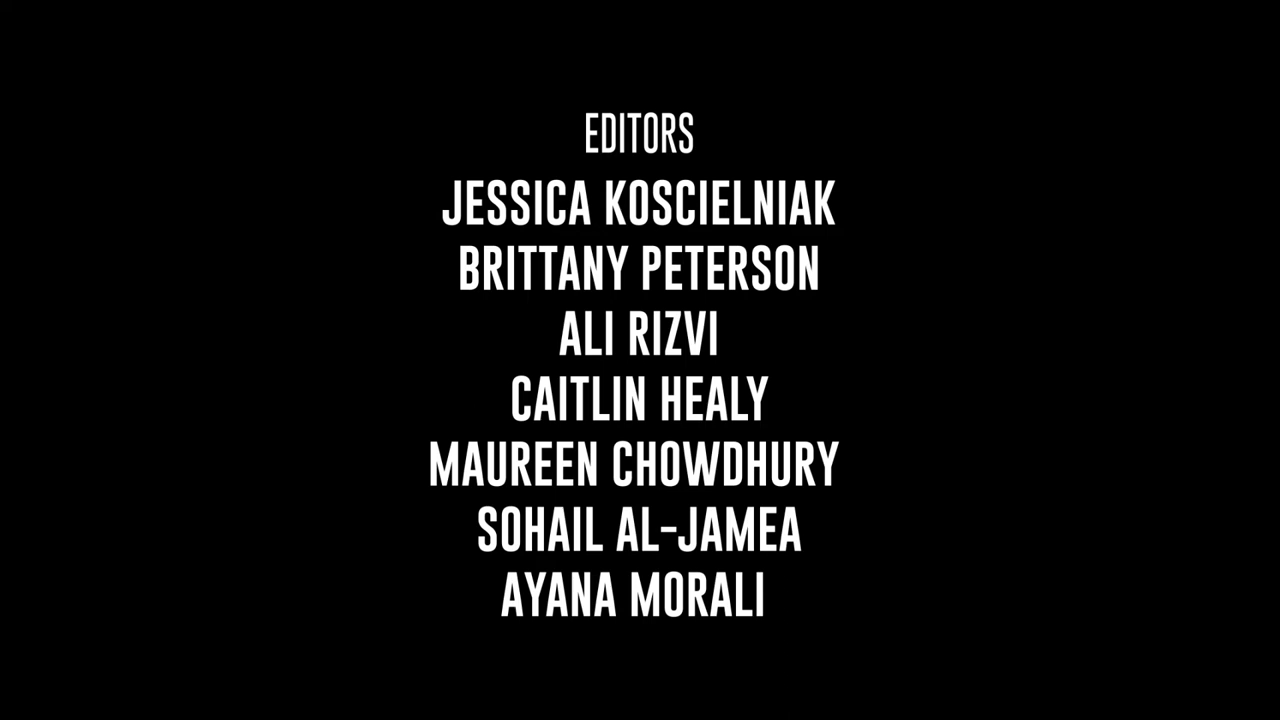 EDITORS
JESSICA KOSCIELNIAK
BRITTANY PETERSON
ALI RIZVI
CAITLIN HEALY
MAUREEN CHOWDHURY
SOHAIL AL-JAMEA
AYANA MORALI